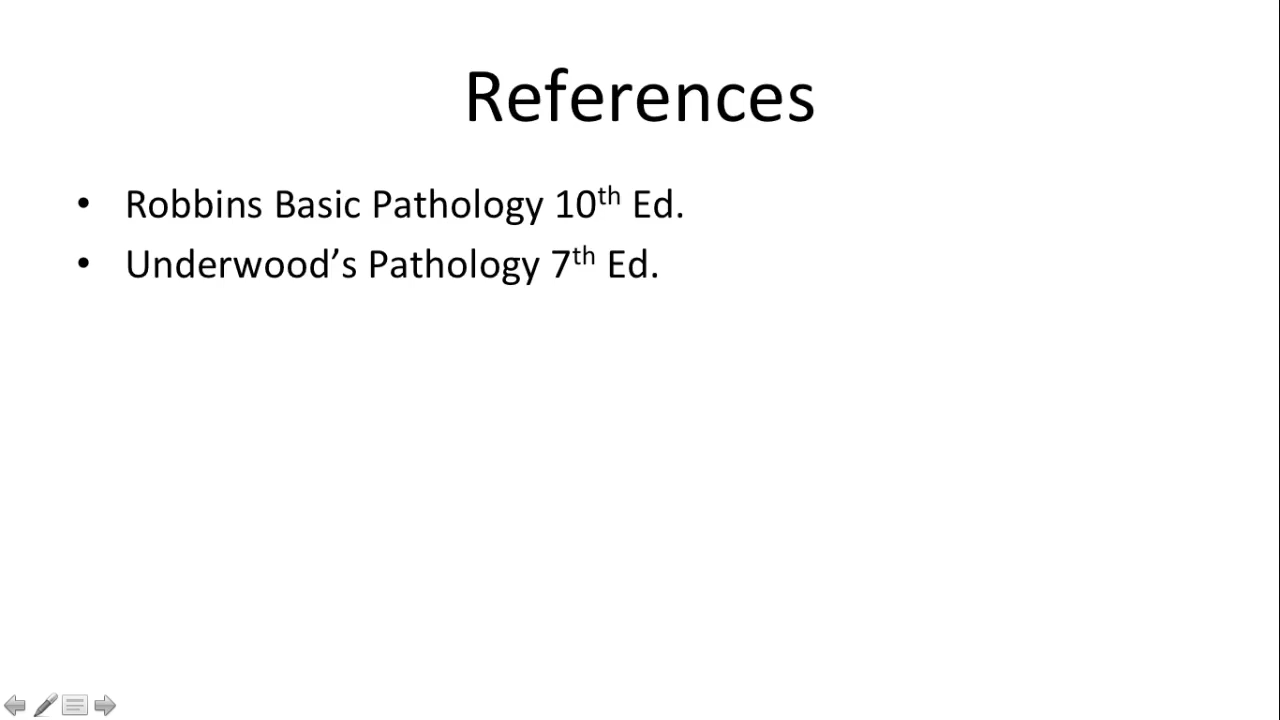 References
• Robbins Basic Pathology 10th Ed.
• Underwood’s Pathology 7th Ed.